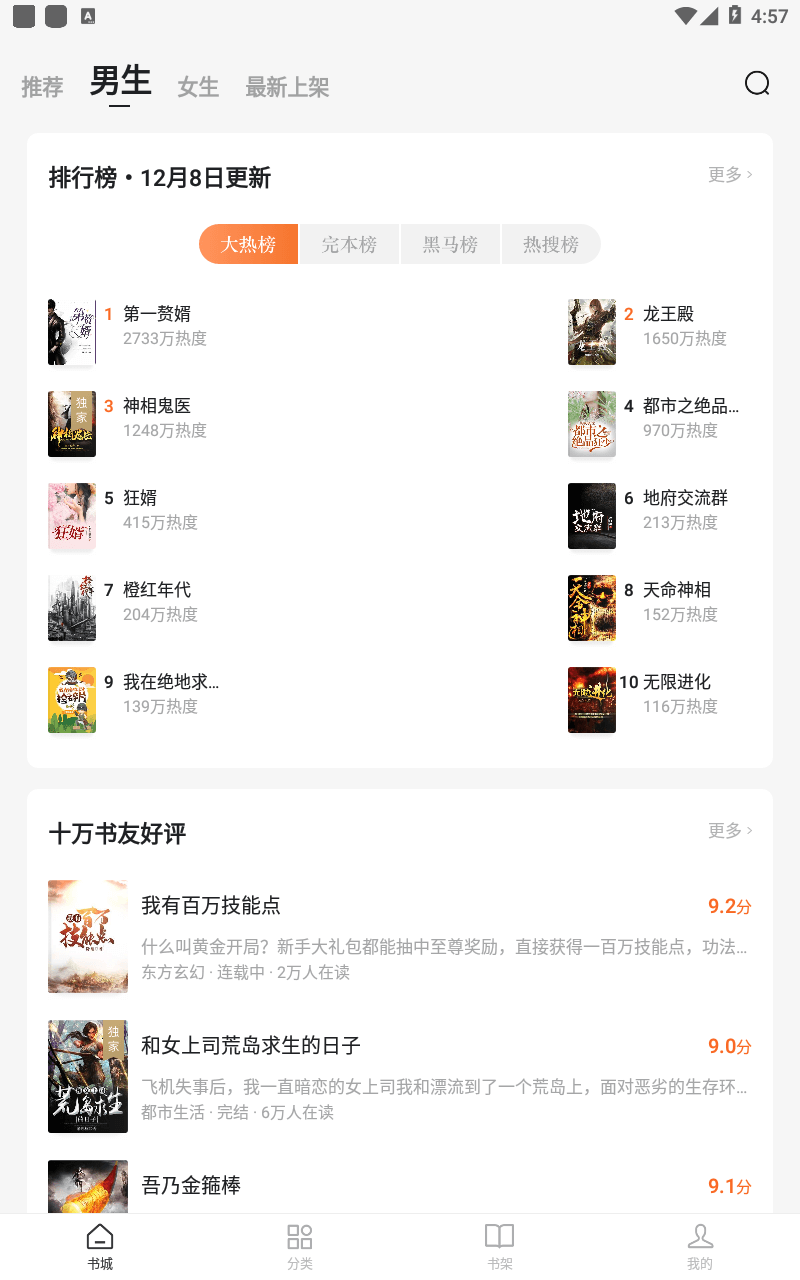 4:57
推荐 男生 女生 最新上架
排行榜·12月8日更新 更多
大热榜 完本榜 黑马榜 热搜榜
1 第一赘婿
2733万热度
2 龙王殿
1650万热度
独家
3 神相鬼医
1248万热度
4 都市之绝品...
970万热度
5 狂婿
415万热度
6 地府交流群
213万热度
7 橙红年代
204万热度
8 天命神相
152万热度
9 我在绝地求...
139万热度
10 无限进化
116万热度
十万书友好评 更多
我有百万技能点 9.2分
什么叫黄金开局？新手大礼包都能抽中至尊奖励，直接获得一百万技能点，功法...
东方玄幻 · 连载中 · 2万人在读
独家
荒岛求生
和女上司荒岛求生的日子 9.0分
飞机失事后，我一直暗恋的女上司我和漂流到了一个荒岛上，面对恶劣的生存环...
都市生活 · 完结 · 6万人在读
吾乃金箍棒 9.1分
书城 分类 书架 我的